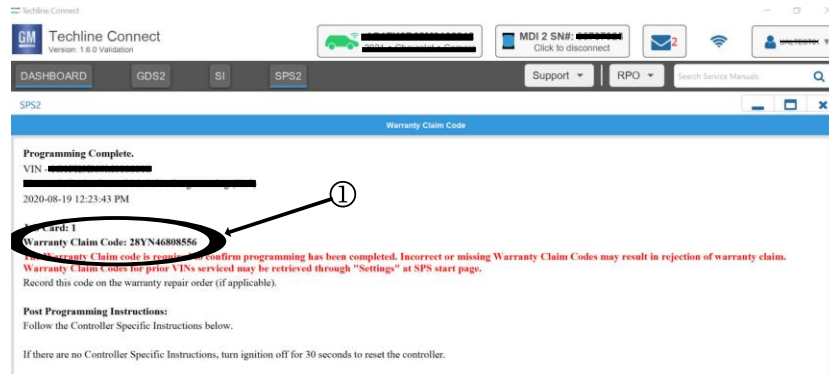 Techline Connect
GM Techline Connect
Version: 1.6.0 Validation
MDI 2 SN#:
Click to disconnect
2
DASHBOARD GDS2 SI SPS2 Support RPO Search Service Manuals
SPS2
Warranty Claim Code
Programming Complete.
VIN -
2020-08-19 12:23:43 PM
①
Card: 1
Warranty Claim Code: 28YN46808556
The Warranty Claim code is required to confirm programming has been completed. Incorrect or missing Warranty Claim Codes may result in rejection of warranty claim.
Warranty Claim Codes for prior VINs serviced may be retrieved through "Settings" at SPS start page.
Record this code on the warranty repair order (if applicable).
Post Programming Instructions:
Follow the Controller Specific Instructions below.
If there are no Controller Specific Instructions, turn ignition off for 30 seconds to reset the controller.